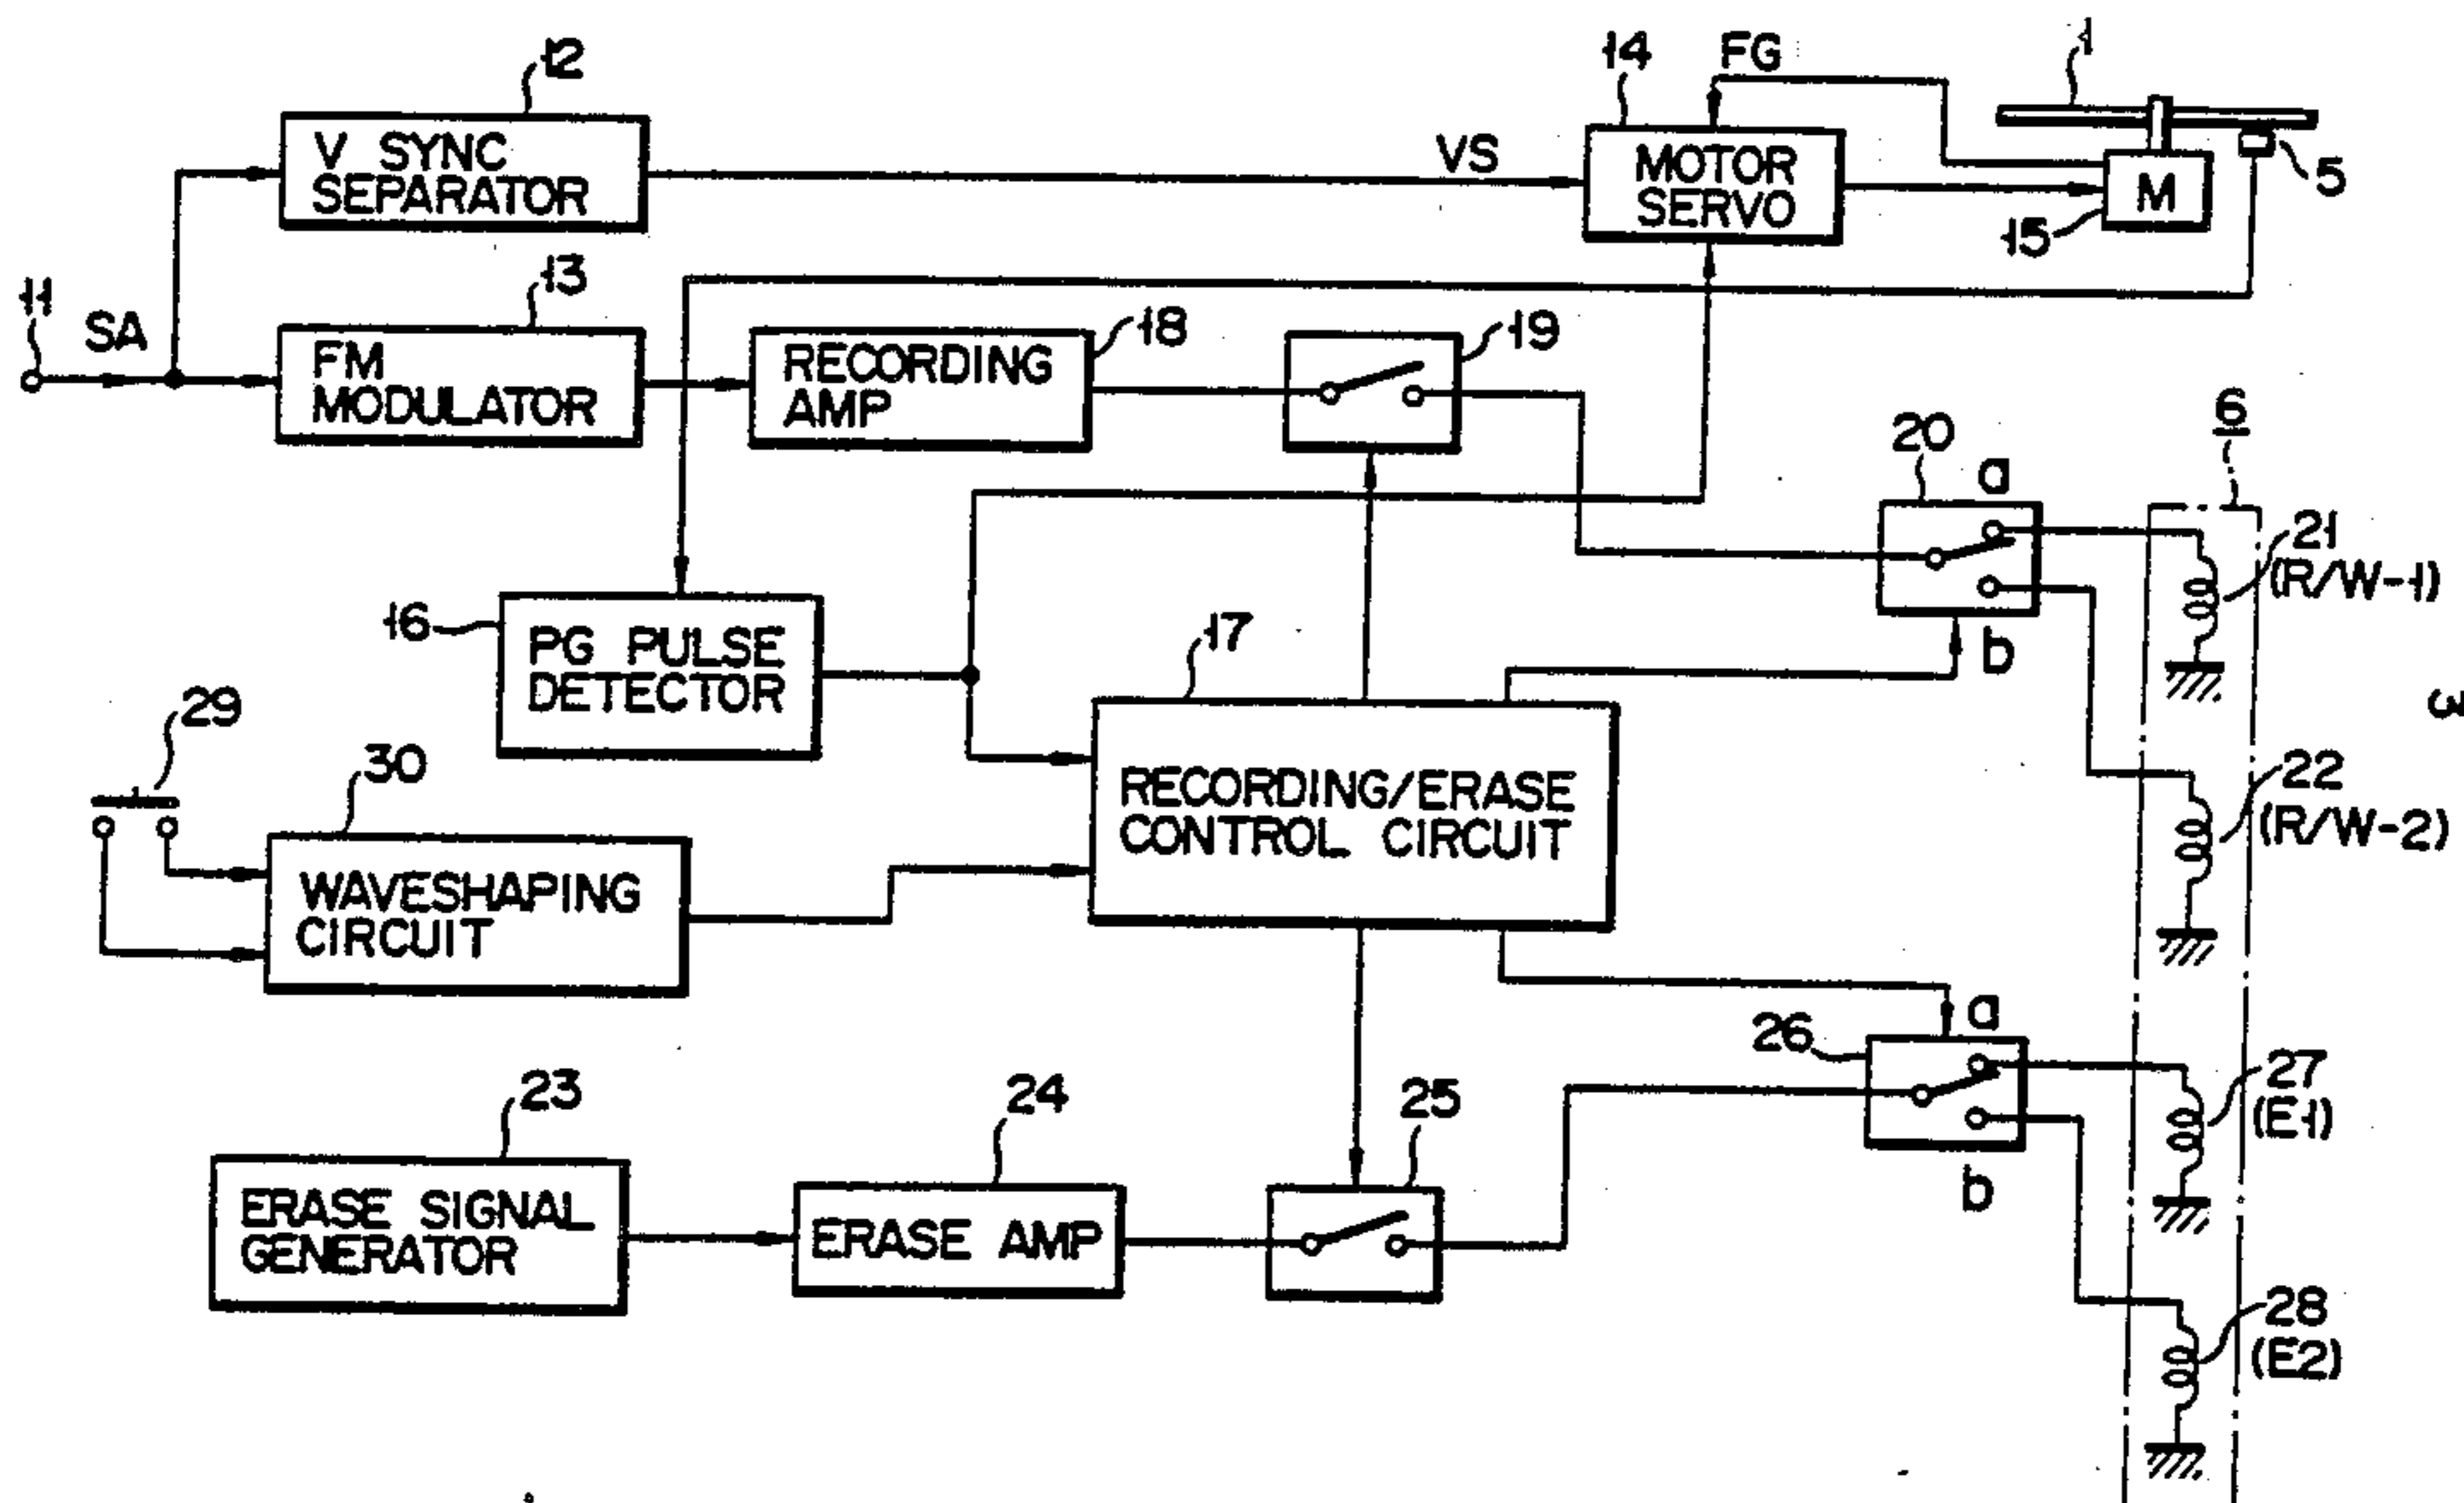 12
14
FG
1
V SYNC
SEPARATOR
VS
MOTOR
SERVO
M
5
15
11
SA
13
18
19
FM
MODULATOR
RECORDING
AMP
6
20
a
21
(R/W-1)
16
PG PULSE
DETECTOR
17
b
29
30
RECORDING/ERASE
CONTROL CIRCUIT
22
(R/W-2)
WAVESHAPING
CIRCUIT
26
a
23
24
25
27
(E-1)
ERASE SIGNAL
GENERATOR
ERASE AMP
b
28
(E2)